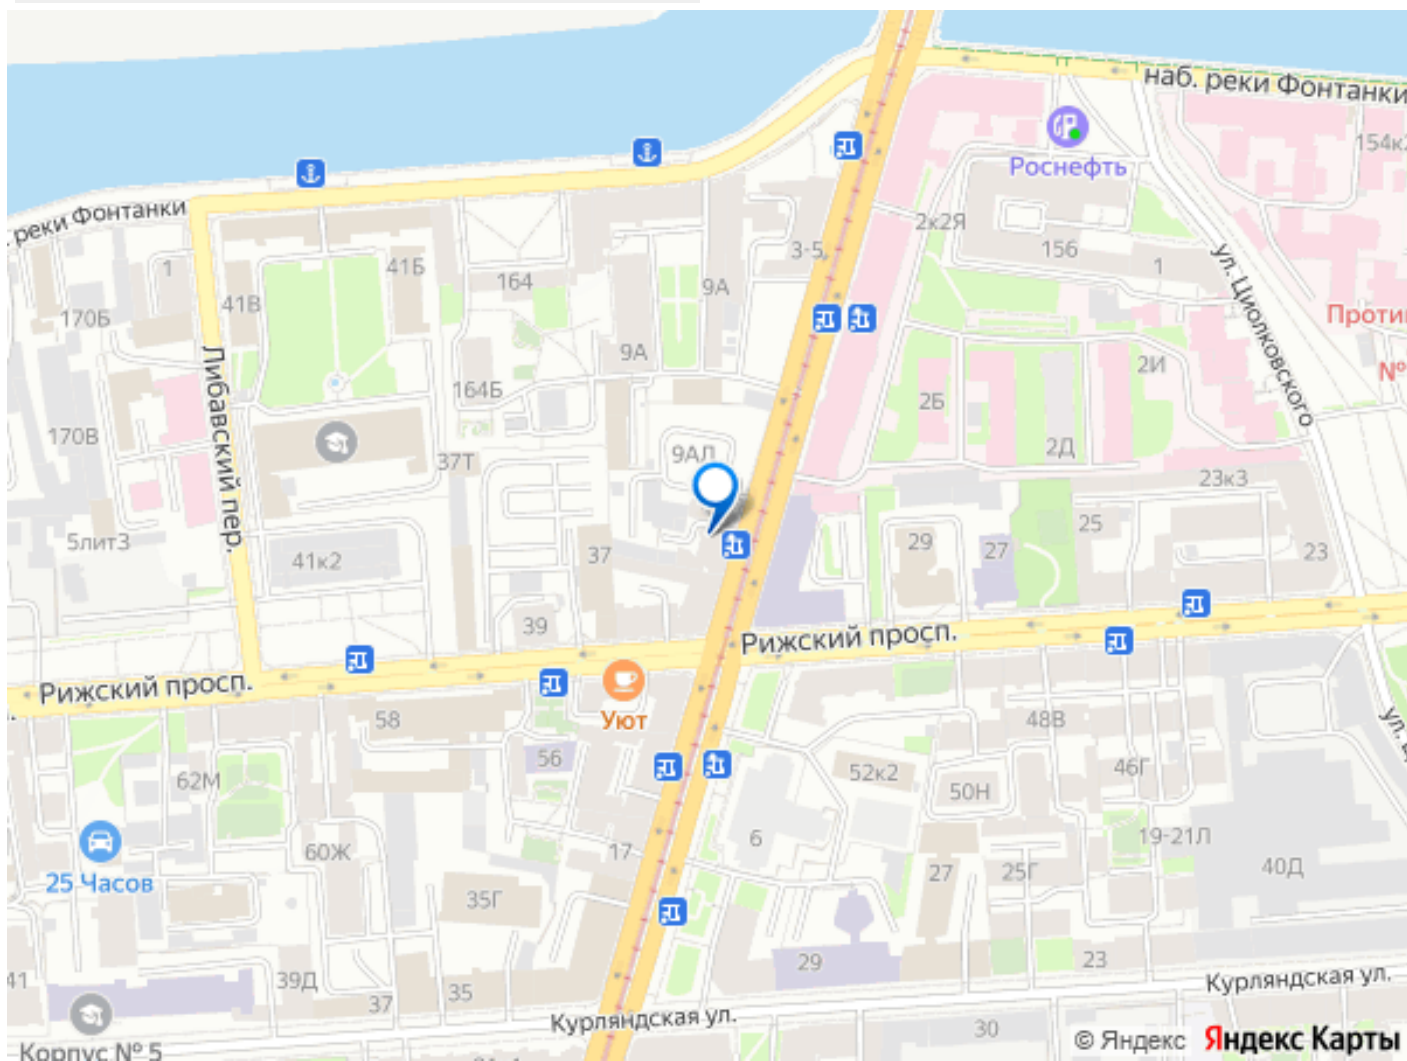 наб. реки Фонтанки
154к2
Роснефть
. реки Фонтанки
2к2Я
3-5
156
1
ул. Циолковского
1
41Б
164
9А
41В
170Б
Проти
9А
Либавский пер.
2И
№
164Б
2Б
170В
9АЛ
2Д
37Т
23к3
25
5лит3
37
29
27
23
41к2
39
Рижский просп.
Рижский просп.
Уют
58
48В
ул.
56
52к2
46Г
62М
50Н
6
19-21Л
60Ж
17
25 Часов
27
25Г
40Д
35Г
29
23
41
39Д
35
37
Курляндская ул.
Курляндская ул.
30
Корпус № 5
© Яндекс Яндекс Карты